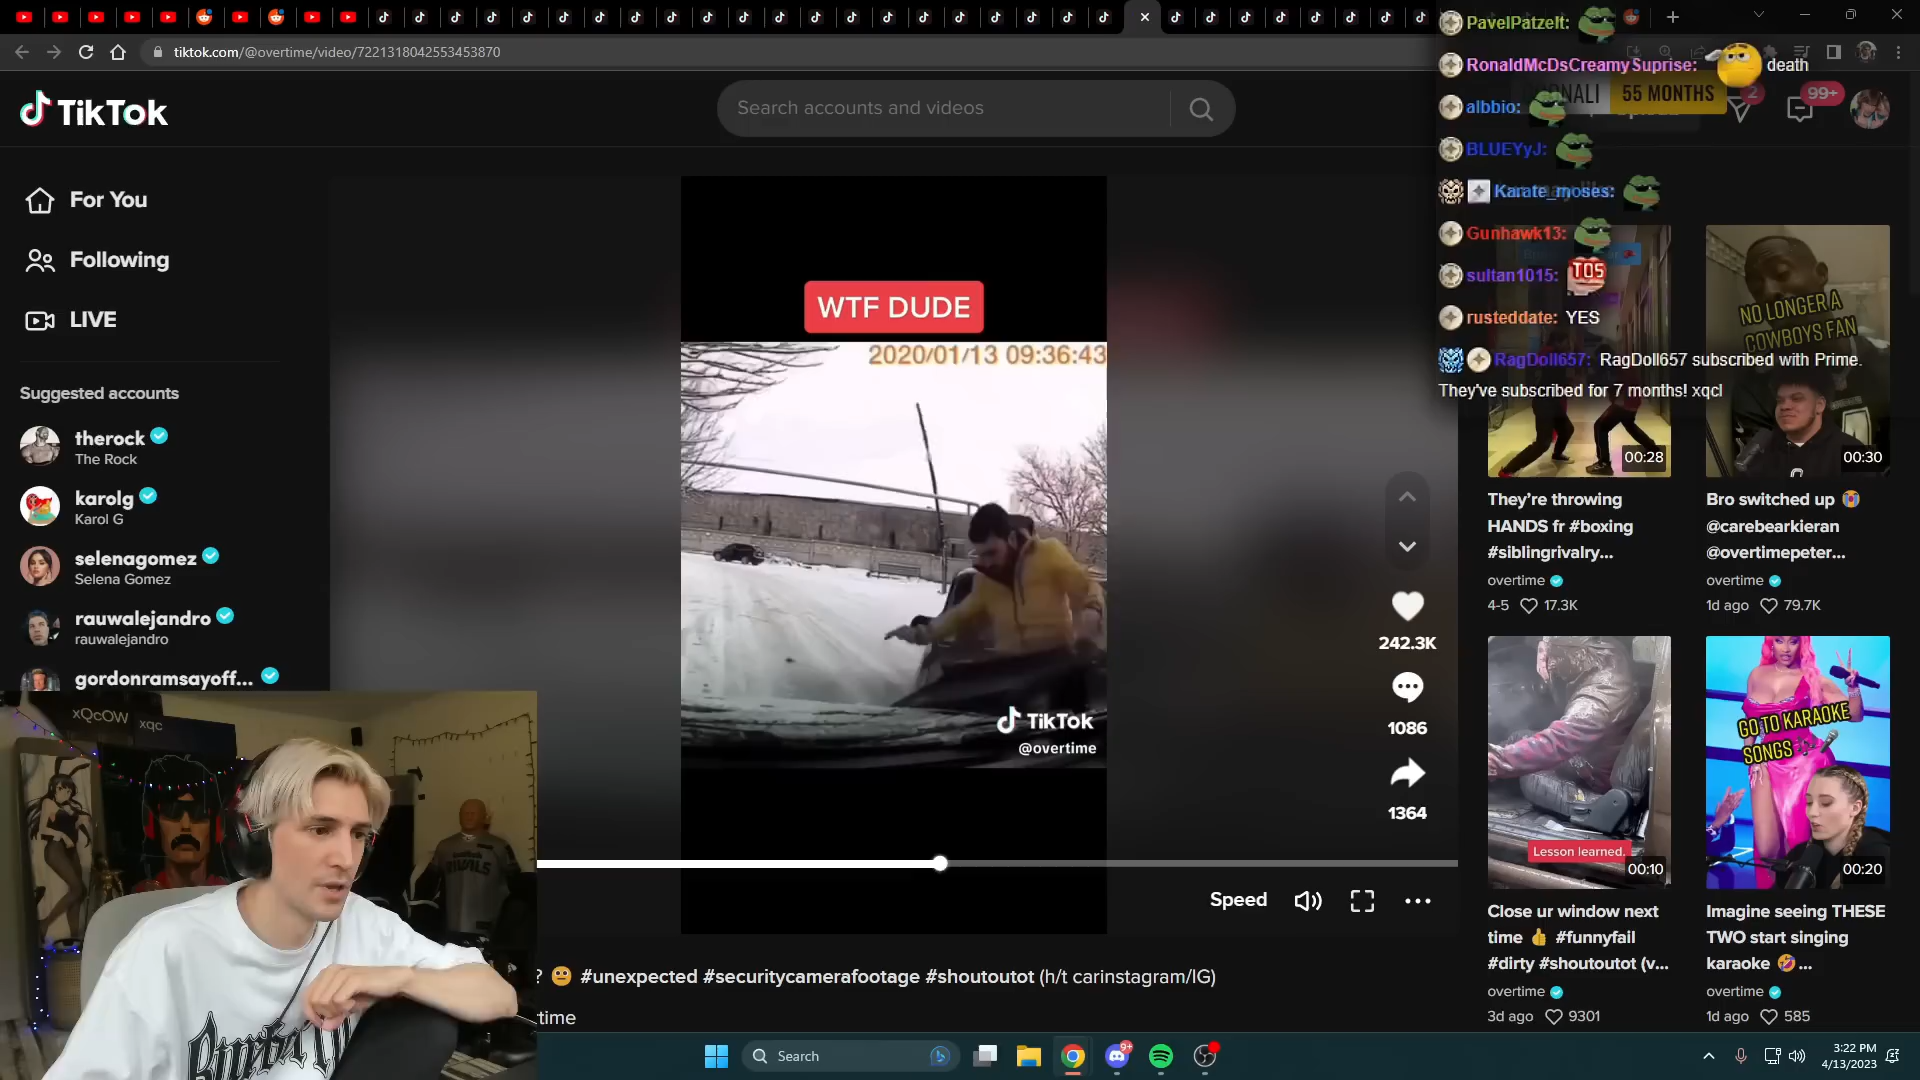 tiktok.com/@overtime/video/7221318042553453870
TikTok
Search accounts and videos
55 MONTHS
2
99+
For You
Following
LIVE
Suggested accounts
therock
The Rock
karolg
Karol G
selenagomez
Selena Gomez
rauwalejandro
rauwalejandro
gordonramsayoff...
xQcOW xqc
WTF DUDE
2020/01/13 09:36:43
TikTok
@overtime
242.3K
1086
1364
Speed
? #unexpected #securitycamerafootage #shoutoutot (h/t carinstagram/IG)
PavelPatzelt:
RonaldMcDsCreamySuprise: death
albbio:
BLUEYyJ:
Karate_moses:
Gunhawk13:
sultan1015: TOS
rusteddate: YES
RagDoll657: RagDoll657 subscribed with Prime.
They've subscribed for 7 months! xqcl
00:28
They're throwing
HANDS fr #boxing
#siblingrivalry...
overtime
4-5 17.3K
NO LONGER A
COWBOYS FAN
00:30
Bro switched up
@carebearkieran
@overtimepeter...
overtime
1d ago 79.7K
Lesson learned.
00:10
Close ur window next
time #funnyfail
#dirty #shoutoutot (v...
overtime
3d ago 9301
GO TO KARAOKE
SONGS
00:20
Imagine seeing THESE
TWO start singing
karaoke ...
overtime
1d ago 585
Search
9+
3:22 PM
4/13/2023